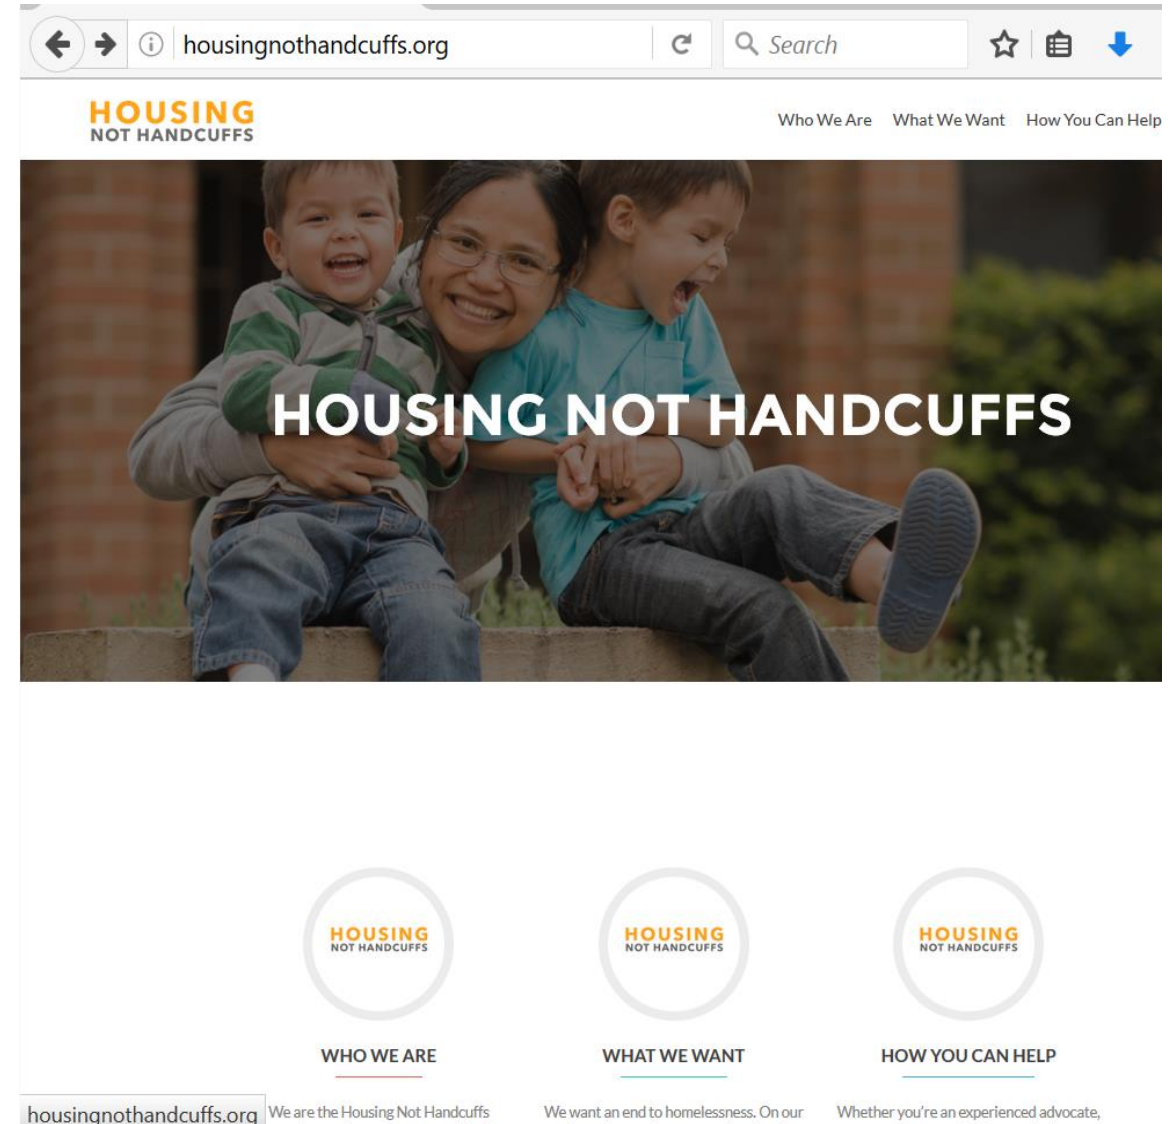 housingnothandcuffs.org
Search
HOUSING
NOT HANDCUFFS
Who We Are What We Want How You Can Help
HOUSING NOT HANDCUFFS
HOUSING
NOT HANDCUFFS
HOUSING
NOT HANDCUFFS
HOUSING
NOT HANDCUFFS
WHO WE ARE
WHAT WE WANT
HOW YOU CAN HELP
housingnothandcuffs.org
We are the Housing Not Handcuffs
We want an end to homelessness. On our
Whether you're an experienced advocate,